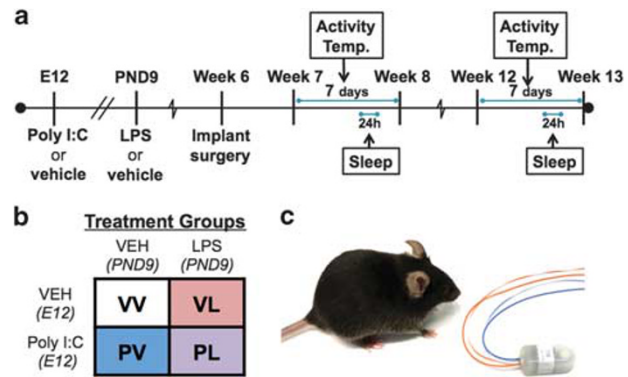 a
Activity
Temp.
Activity
Temp.
E12 PND9 Week 6 Week 7 Week 8 Week 12 Week 13
7 days 7 days
Poly I:C LPS Implant 24h 24h
or or surgery
vehicle vehicle Sleep Sleep
b
Treatment Groups
VEH LPS
(PND9) (PND9)
VEH
(E12)
VV VL
Poly I:C
(E12)
PV PL
c